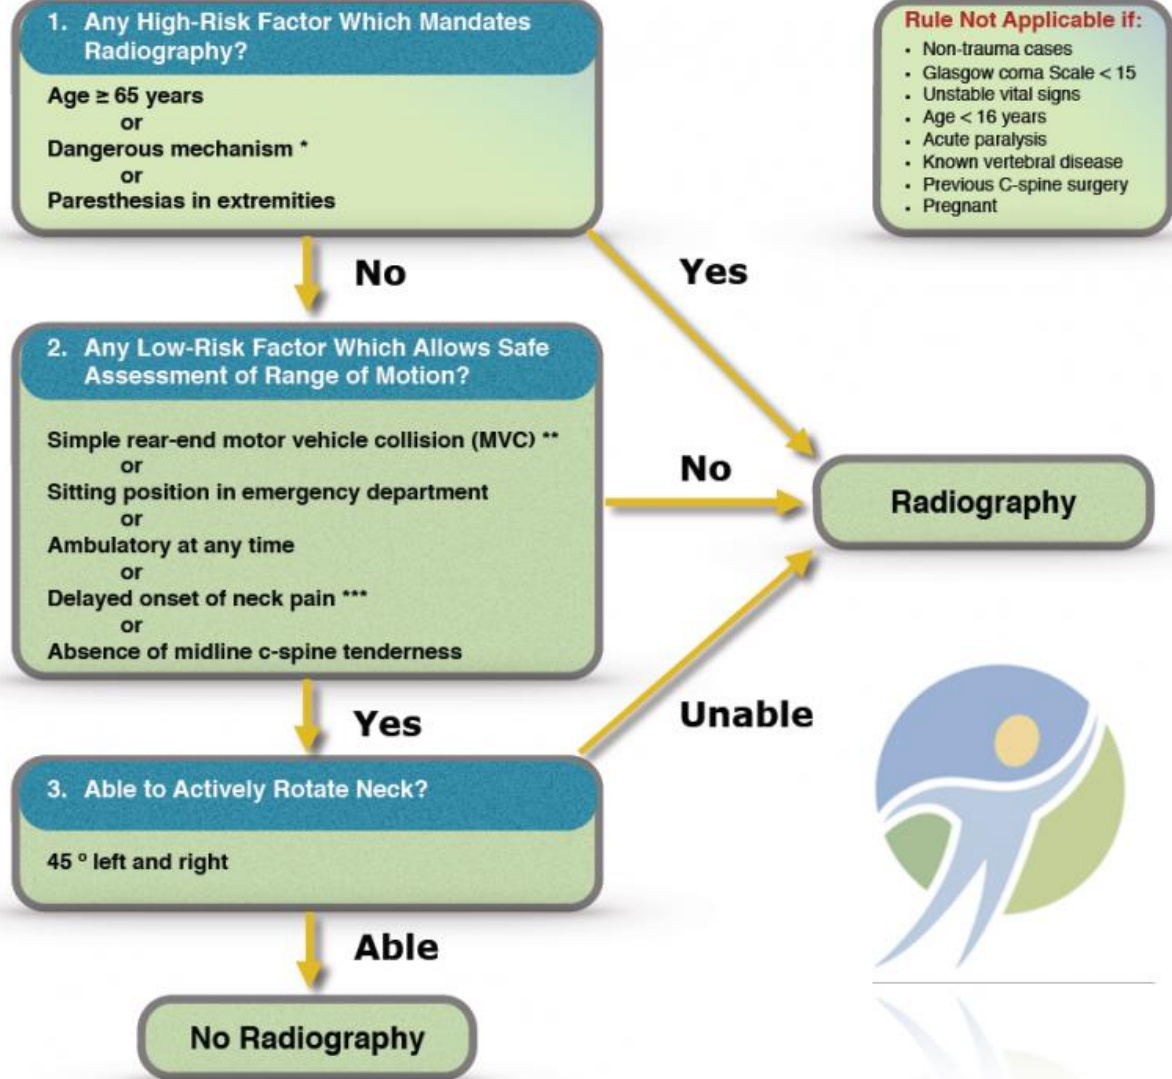 1. Any High-Risk Factor Which Mandates
Radiography?
Age ≥ 65 years
or
Dangerous mechanism *
or
Paresthesias in extremities
Rule Not Applicable if:
• Non-trauma cases
• Glasgow coma Scale < 15
• Unstable vital signs
• Age < 16 years
• Acute paralysis
• Known vertebral disease
• Previous C-spine surgery
• Pregnant
No
Yes
2. Any Low-Risk Factor Which Allows Safe
Assessment of Range of Motion?
Simple rear-end motor vehicle collision (MVC) **
or
Sitting position in emergency department
or
Ambulatory at any time
or
Delayed onset of neck pain ***
or
Absence of midline c-spine tenderness
No
Radiography
Yes
Unable
3. Able to Actively Rotate Neck?
45 º left and right
Able
No Radiography